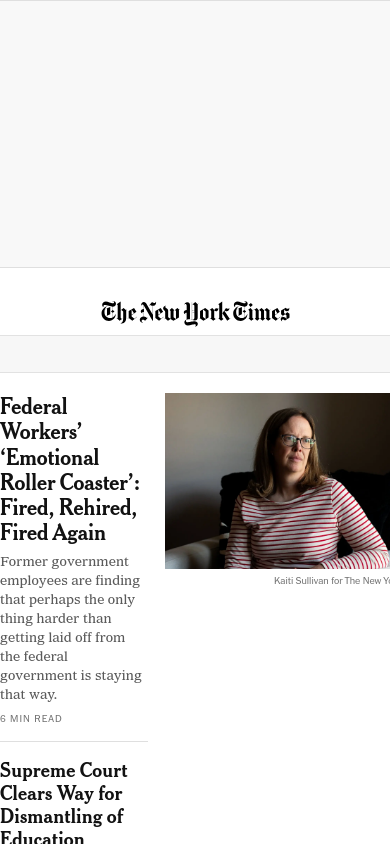 The New York Times
Federal
Workers’
‘Emotional
Roller Coaster’:
Fired, Rehired,
Fired Again
Former government
employees are finding
that perhaps the only
thing harder than
getting laid off from
the federal
government is staying
that way.
6 MIN READ
Kaiti Sullivan for The New Yo
Supreme Court
Clears Way for
Dismantling of
Education